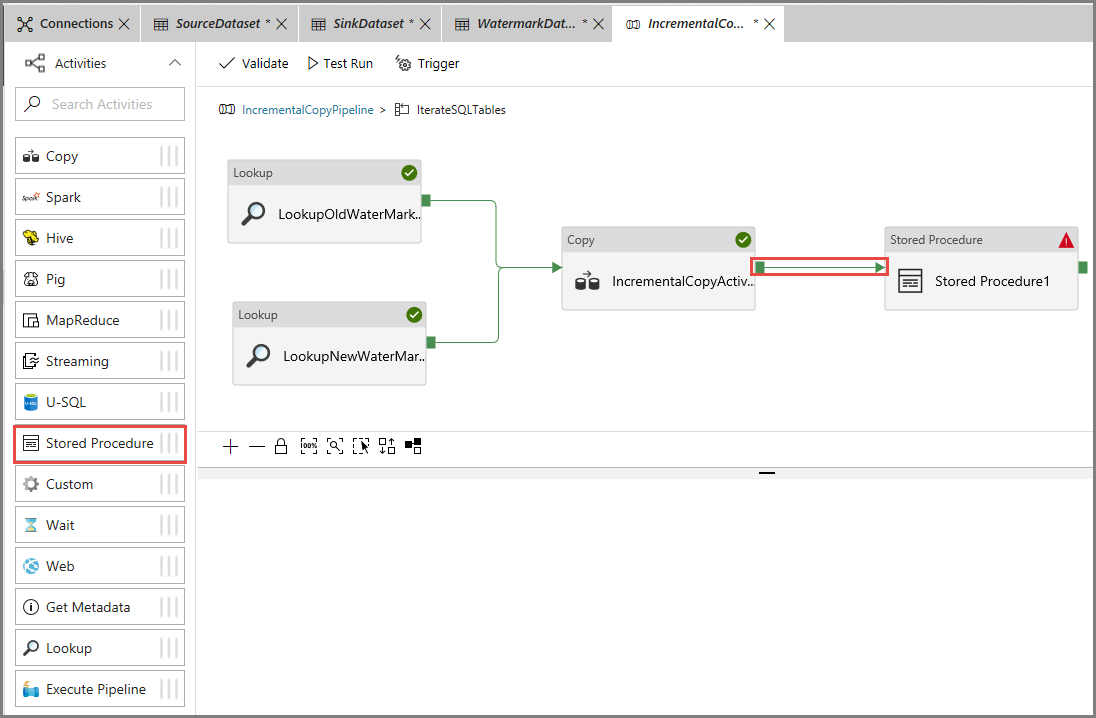 Connections
SourceDataset *
SinkDataset *
WatermarkDat... *
IncrementalCo... *
Activities
Search Activities
Copy
Spark
Hive
Pig
MapReduce
Streaming
U-SQL
Stored Procedure
Custom
Wait
Web
Get Metadata
Lookup
Execute Pipeline
Validate
Test Run
Trigger
IncrementalCopyPipeline > IterateSQLTables
Lookup
LookupOldWaterMark..
Lookup
LookupNewWaterMar..
Copy
IncrementalCopyActiv..
Stored Procedure
Stored Procedure1
100%